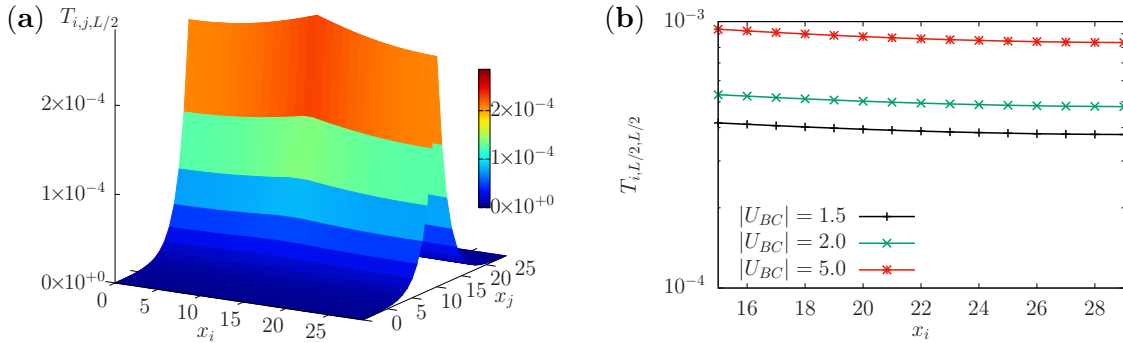 (a)
T_{i,j,L/2}
2×10^{-4}
1×10^{-4}
0×10^{+0}
0
5
10
15
20
25
x_i
0
5
10
15
20
25
x_j
2×10^{-4}
1×10^{-4}
0×10^{+0}
(b)
10^{-3}
10^{-4}
T_{i,L/2,L/2}
|U_{BC}| = 1.5
|U_{BC}| = 2.0
|U_{BC}| = 5.0
16 18 20 22 24 26 28
x_i